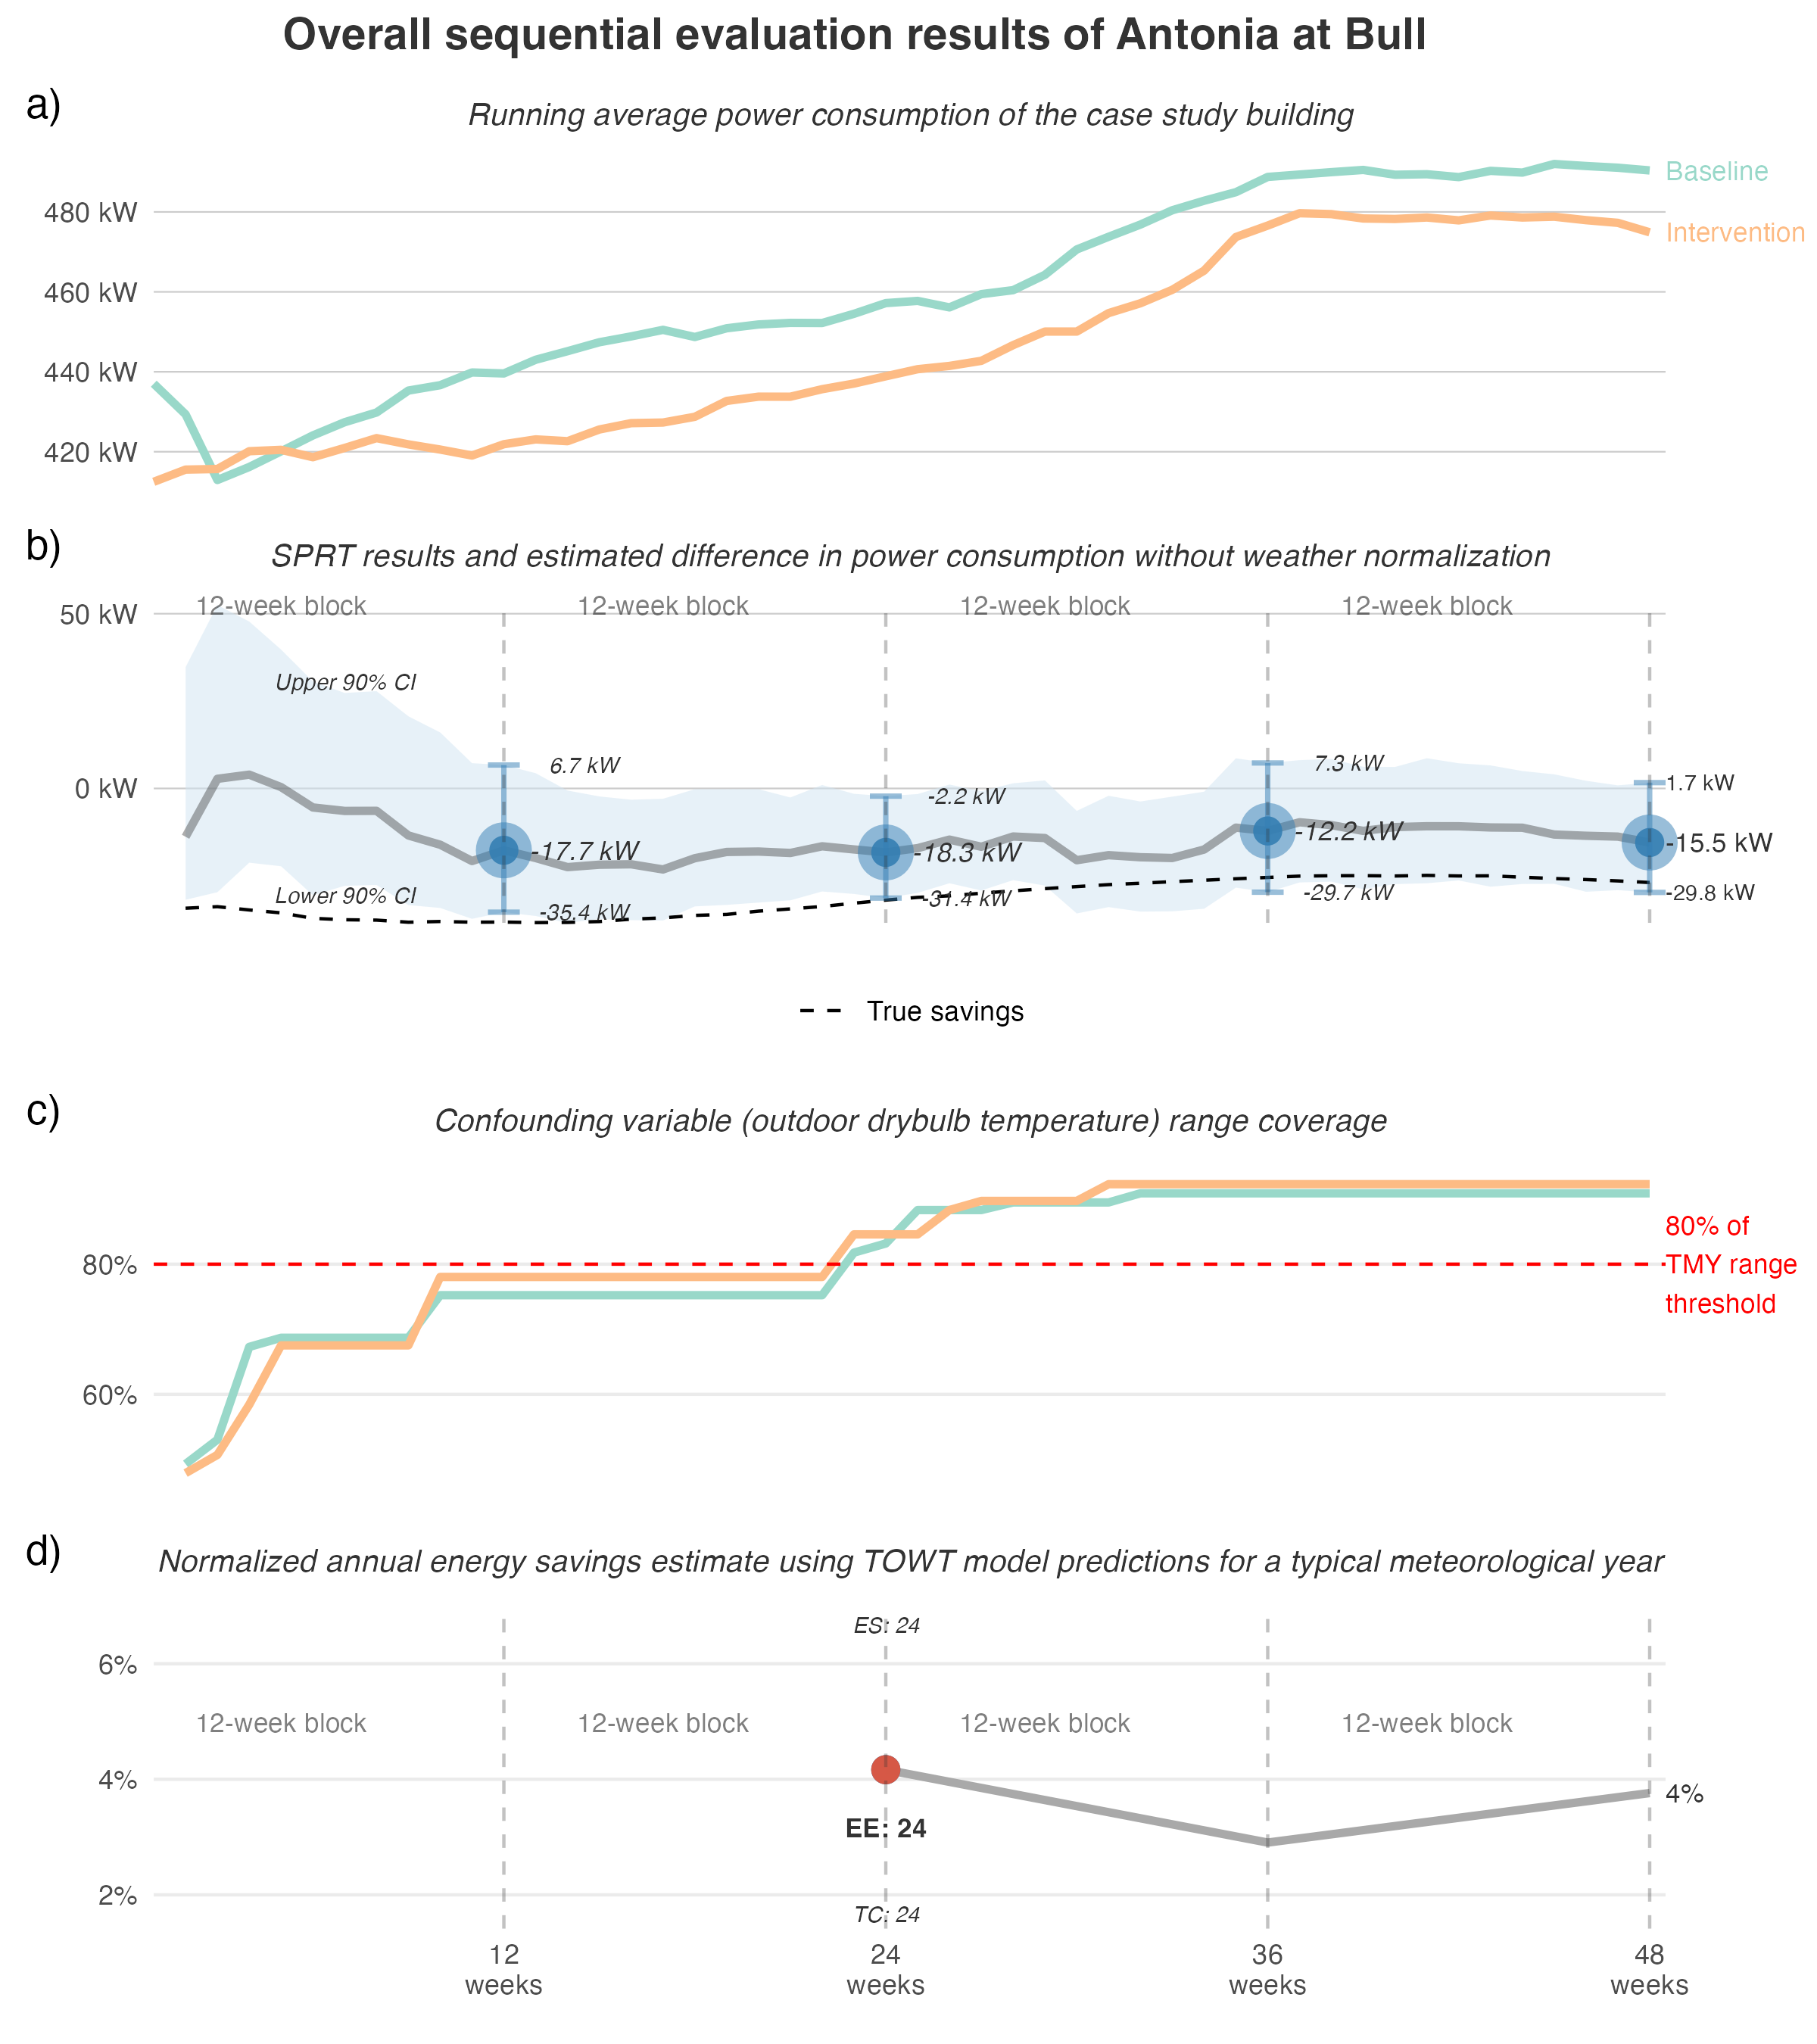 Overall sequential evaluation results of Antonia at Bull
a)
Running average power consumption of the case study building
Baseline
480 kW
Intervention
460 kW
440 kW
420 kW
b)
SPRT results and estimated difference in power consumption without weather normalization
12-week block 12-week block 12-week block 12-week block
50 kW
Upper 90% CI
6.7 kW 7.3 kW
0 kW -2.2 kW 1.7 kW
-17.7 kW -18.3 kW -12.2 kW -15.5 kW
Lower 90% CI -35.4 kW -31.4 kW -29.7 kW -29.8 kW
True savings
c)
Confounding variable (outdoor drybulb temperature) range coverage
80% of
80% TMY range
threshold
60%
d)
Normalized annual energy savings estimate using TOWT model predictions for a typical meteorological year
ES: 24
6%
12-week block 12-week block 12-week block 12-week block
4% 4%
EE: 24
2%
TC: 24
12 24 36 48
weeks weeks weeks weeks